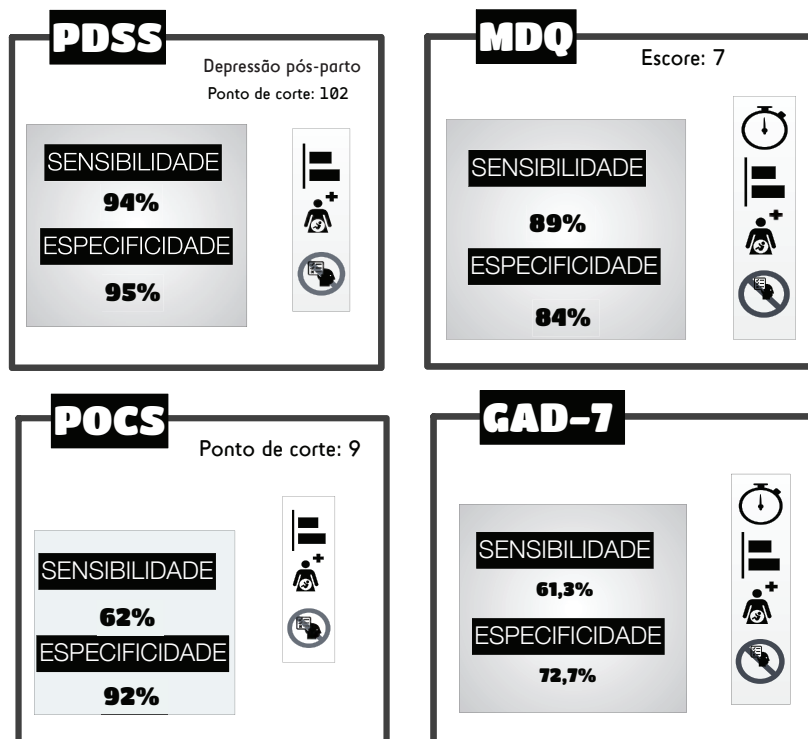 PDSS
Depressão pós-parto
Ponto de corte: 102
SENSIBILIDADE
94%
ESPECIFICIDADE
95%
MDQ
Escore: 7
SENSIBILIDADE
89%
ESPECIFICIDADE
84%
POCS
Ponto de corte: 9
SENSIBILIDADE
62%
ESPECIFICIDADE
92%
GAD-7
SENSIBILIDADE
61,3%
ESPECIFICIDADE
72,7%